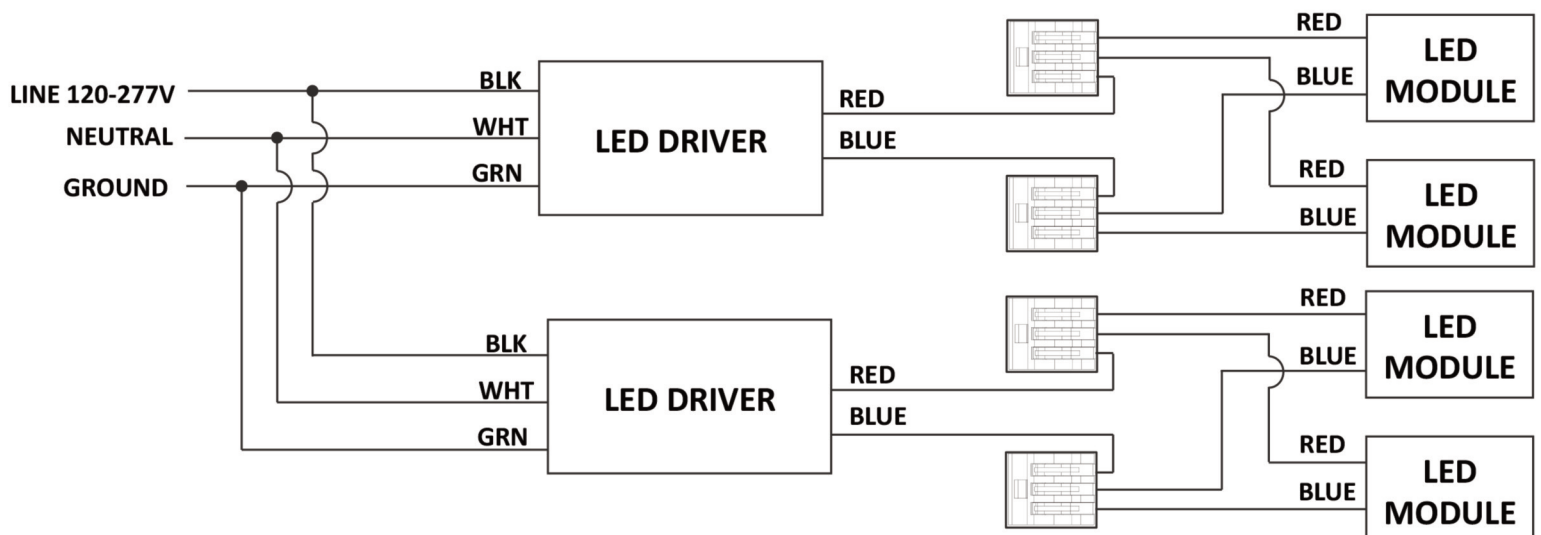 LINE 120-277V
NEUTRAL
GROUND
BLK
WHT
GRN
LED DRIVER
RED
BLUE
RED
BLUE
LED
MODULE
RED
BLUE
LED
MODULE
BLK
WHT
GRN
LED DRIVER
RED
BLUE
RED
BLUE
LED
MODULE
RED
BLUE
LED
MODULE